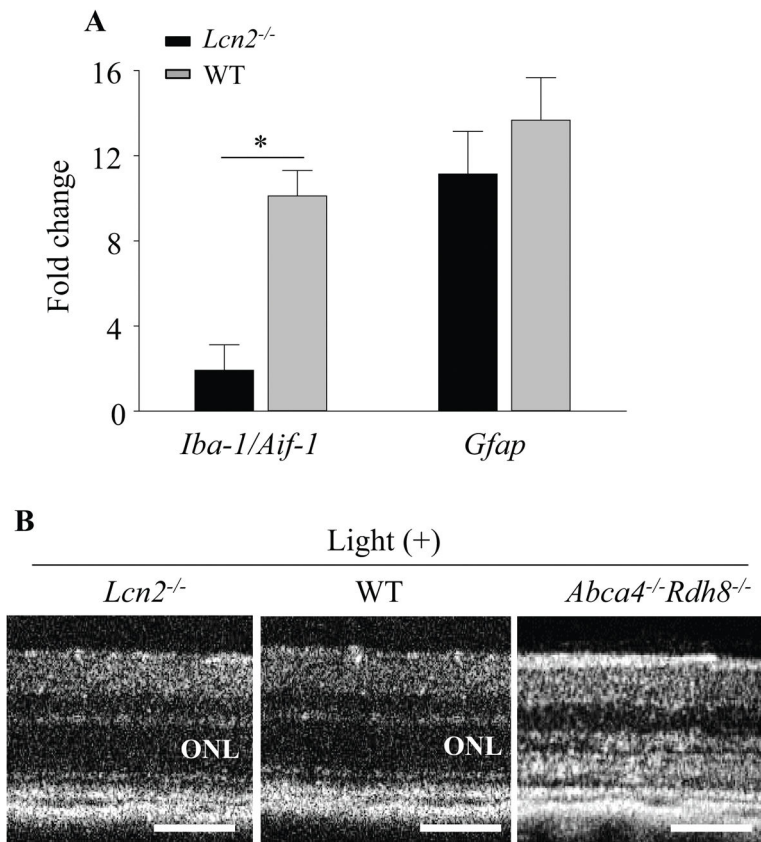 A
Lcn2-/-
WT
Fold change
16
12
8
4
0
*
Iba-1/Aif-1
Gfap
B
Light (+)
Lcn2-/-
WT
Abca4-/-Rdh8-/-
ONL
ONL